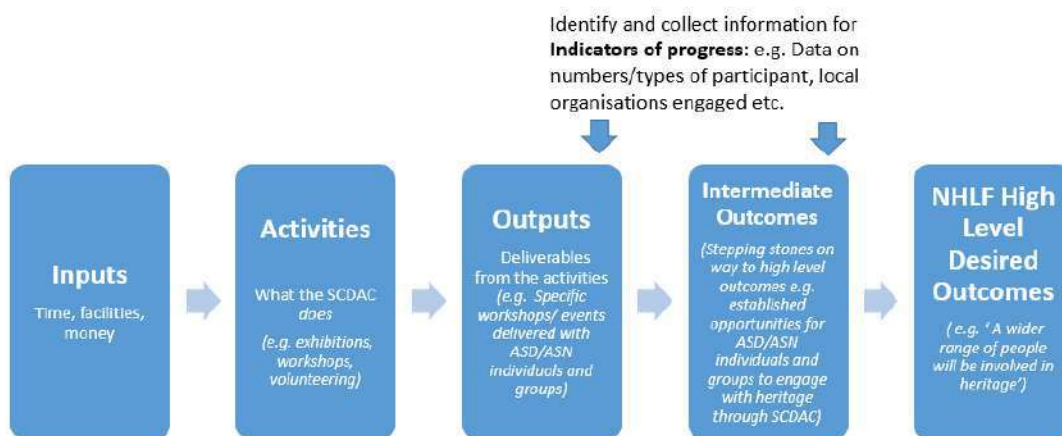 Identify and collect information for
Indicators of progress: e.g. Data on
numbers/types of participant, local
organisations engaged etc.
Inputs
Time, facilities,
money
Activities
What the SCDAC
does
(e.g. exhibitions,
workshops,
volunteering)
Outputs
Deliverables
from the activities
(e.g. Specific
workshops/ events
delivered with
ASD/ASN
individuals and
groups)
Intermediate
Outcomes
(Stepping stones on
way to high level
outcomes e.g.
established
opportunities for
ASD/ASN
individuals and
groups to engage
with heritage
through SCDAC)
NHLF High
Level
Desired
Outcomes
( e.g. ‘ A wider
range of people
will be involved in
heritage’)